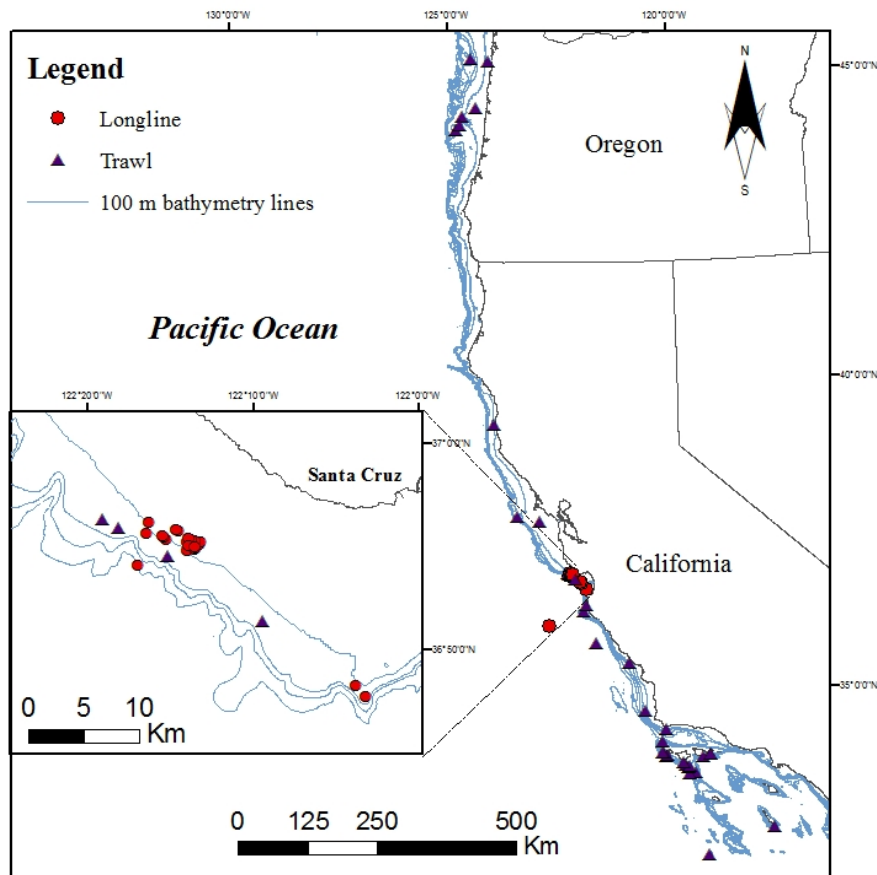 130°0'0"W
125°0'0"W
120°0'0"W
Legend
Longline
Trawl
100 m bathymetry lines
N
S
45°0'0"N
Oregon
Pacific Ocean
40°0'0"N
122°20'0"W
122°10'0"W
122°0'0"W
37°0'0"N
Santa Cruz
California
36°50'0"N
35°0'0"N
0 5 10
Km
0 125 250 500
Km